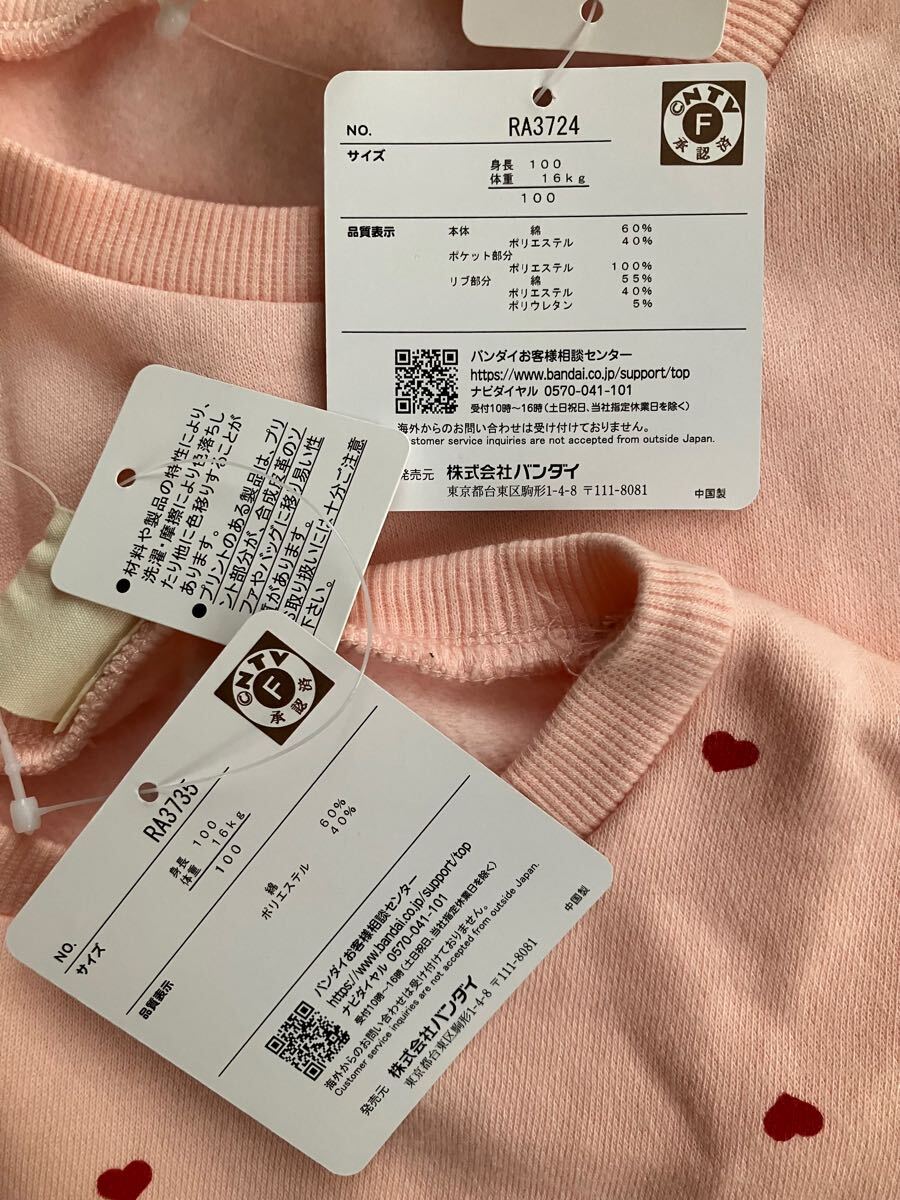 NO. RA3724
©NTV
F
承認済
サイズ
身長 100
体重 16kg
100
品質表示 本体 綿 60%
ポリエステル 40%
ポケット部分
ポリエステル 100%
リブ部分 綿 55%
ポリエステル 40%
ポリウレタン 5%
バンダイお客様相談センター
https://www.bandai.co.jp/support/top
ナビダイヤル 0570-041-101
受付10時~16時(土日祝日、当社指定休業日を除く)
海外からのお問い合わせは受け付けておりません。
stomer service inquiries are not accepted from outside Japan.
発売元 株式会社バンダイ
東京都台東区駒形1-4-8 〒111-8081
中国製
●材料や製品の特性により、
洗濯・摩擦により色落ちし
たり他に色移りすることが
あります。
●プリントのある製品は、プリ
ント部分が、合成皮革のソ
ファやバッグに移り易い性
質があります。
お取り扱いには十分ご注意
下さい。
©NTV
F
承認済
NO. RA3735
サイズ
身長 100
体重 16kg
100
品質表示
綿 60%
ポリエステル 40%
バンダイお客様相談センター
https://www.bandai.co.jp/support/top
ナビダイヤル 0570-041-101
受付10時~16時(土日祝日、当社指定休業日を除く)
海外からのお問い合わせは受け付けておりません。
Customer service inquiries are not accepted from outside Japan.
発売元 株式会社バンダイ
東京都台東区駒形1-4-8 〒111-8081
中国製